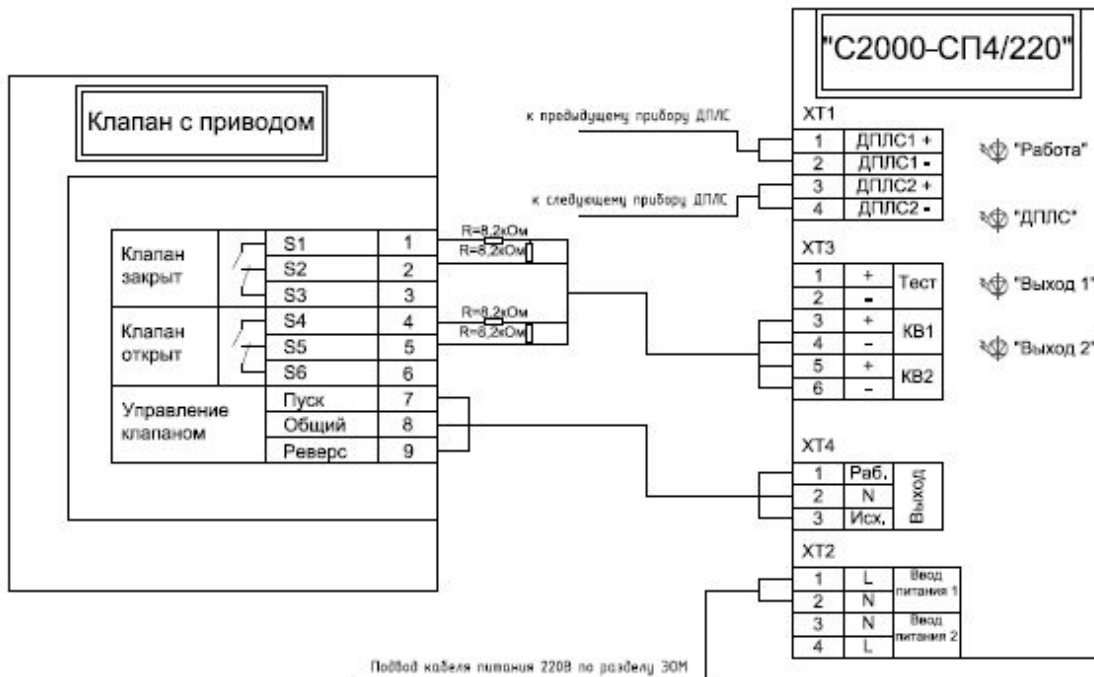 Клапан с приводом
Клапан закрыт
S1 1
S2 2
S3 3
Клапан открыт
S4 4
S5 5
S6 6
Управление клапаном
Пуск 7
Общий 8
Реверс 9
R=8,2кОм
R=8,2кОм
R=8,2кОм
R=8,2кОм
к предыдущему прибору ДПЛС
к следующему прибору ДПЛС
"С2000-СП4/220"
XT1
1 ДПЛС1 +
2 ДПЛС1 -
3 ДПЛС2 +
4 ДПЛС2 -
"Работа"
"ДПЛС"
"Выход 1"
"Выход 2"
XT3
1 + Тест
2 -
3 + КВ1
4 -
5 + КВ2
6 -
XT4
1 Раб.
2 N
3 Исх.
Выход
XT2
1 L Ввод питания 1
2 N
3 N Ввод питания 2
4 L
Подвод кабеля питания 220В по разделу ЭОМ